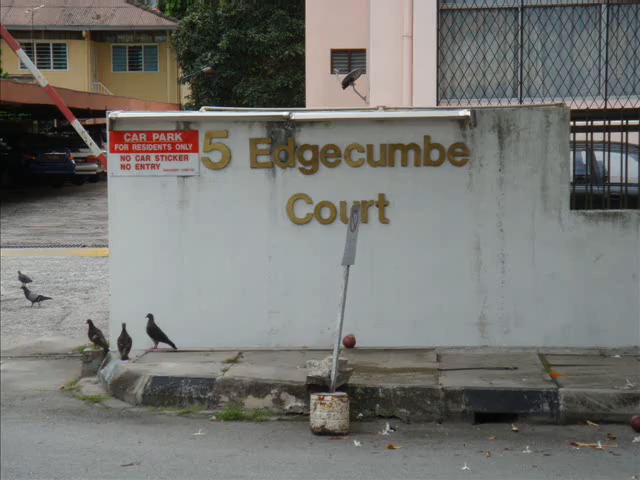 CAR PARK
FOR RESIDENTS ONLY
NO CAR STICKER
NO ENTRY
5 Edgecumbe
Court